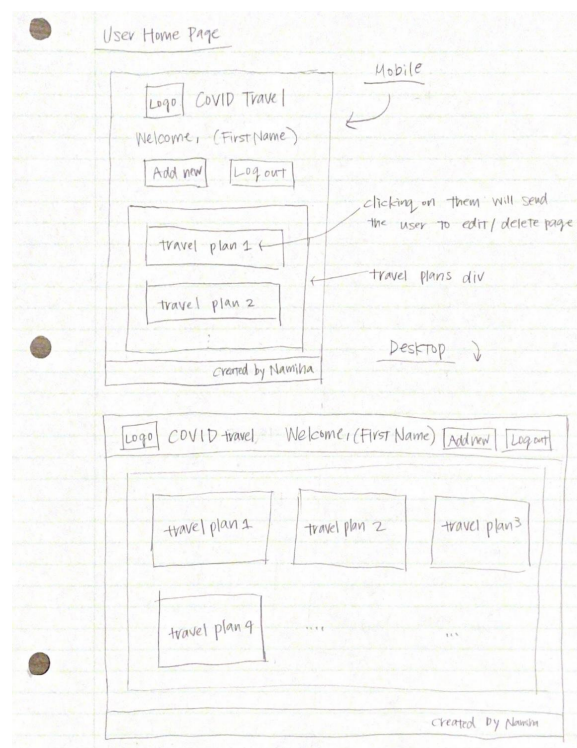 User Home Page
Mobile
Logo COVID Travel
Welcome, (First Name)
Add new Log out
clicking on them will send
the user to edit/delete page
travel plan 1
travel plans div
travel plan 2
:
Desktop
Created by Namiha
Logo COVID travel Welcome, (First Name) Add new Log out
travel plan 1 travel plan 2 travel plan 3
travel plan 4 .... ...
created by